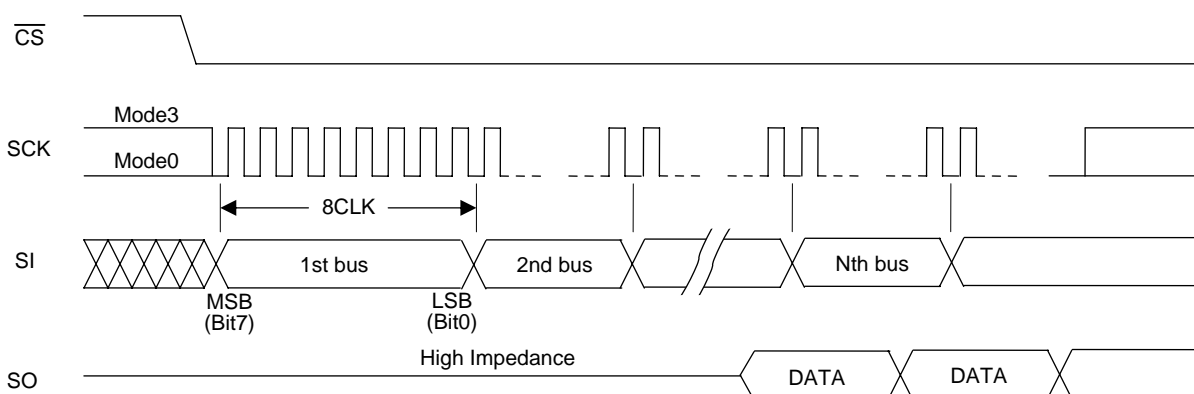 CS
Mode3
SCK
Mode0
8CLK
SI
1st bus
2nd bus
Nth bus
MSB
(Bit7)
LSB
(Bit0)
High Impedance
SO
DATA
DATA